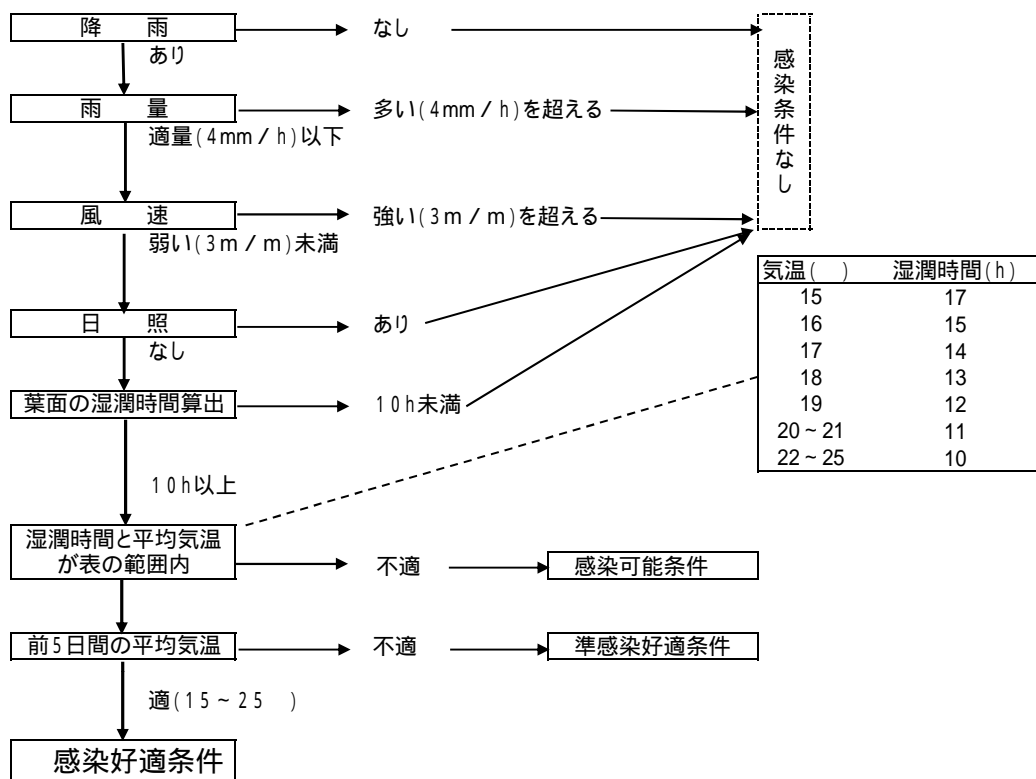 降　雨
なし
あり
感染条件なし
雨　量
多い(4mm/h)を超える
適量(4mm/h)以下
風　速
強い(3m/m)を超える
弱い(3m/m)未満
日　照
あり
なし
葉面の湿潤時間算出
10h未満
10h以上
気温(　) 湿潤時間(h)
15 17
16 15
17 14
18 13
19 12
20~21 11
22~25 10
湿潤時間と平均気温
が表の範囲内
不適
感染可能条件
前5日間の平均気温
不適
準感染好適条件
適(15~25　)
感染好適条件